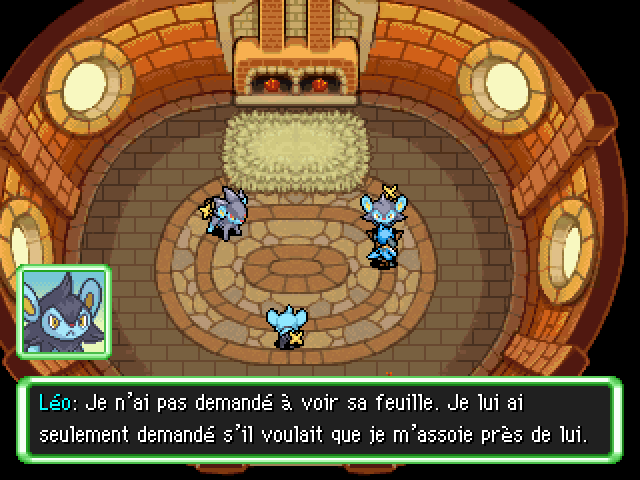 Léo: Je n'ai pas demandé à voir sa feuille. Je lui ai
seulement demandé s'il voulait que je m'assoie près de lui.